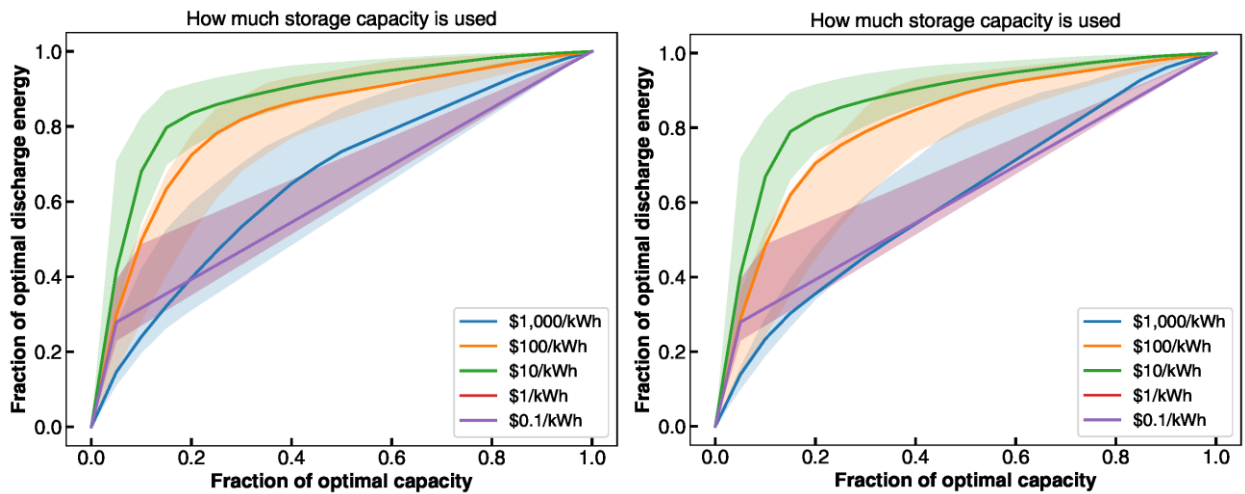 How much storage capacity is used
Fraction of optimal discharge energy
1.0
0.8
0.6
0.4
0.2
0.0
0.0 0.2 0.4 0.6 0.8 1.0
Fraction of optimal capacity
$1,000/kWh
$100/kWh
$10/kWh
$1/kWh
$0.1/kWh
How much storage capacity is used
Fraction of optimal discharge energy
1.0
0.8
0.6
0.4
0.2
0.0
0.0 0.2 0.4 0.6 0.8 1.0
Fraction of optimal capacity
$1,000/kWh
$100/kWh
$10/kWh
$1/kWh
$0.1/kWh